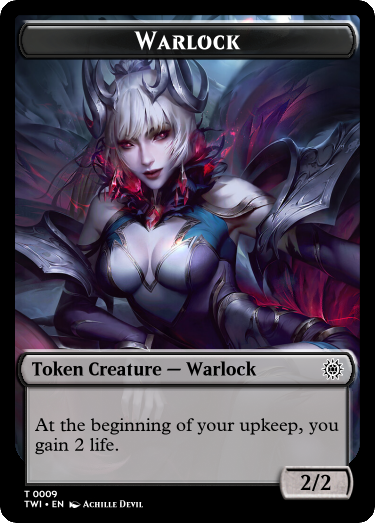 Warlock
Token Creature — Warlock
At the beginning of your upkeep, you
gain 2 life.
2/2
T 0009
TWI • EN Achille Devil